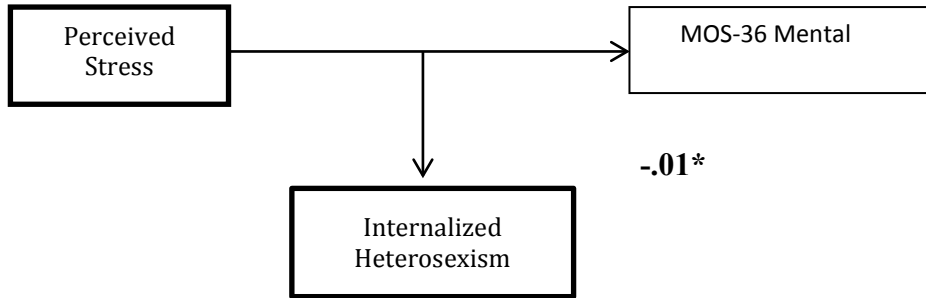 Perceived
Stress
MOS-36 Mental
-.01*
Internalized
Heterosexism